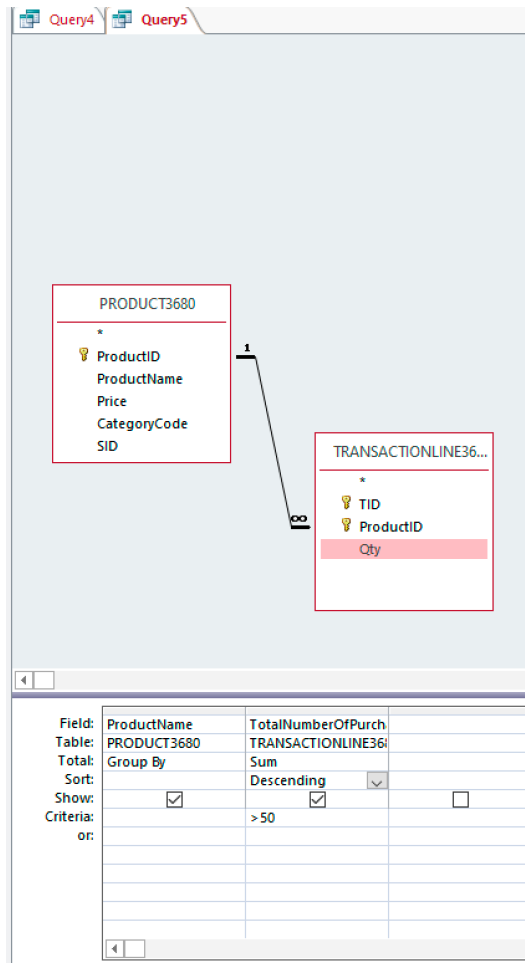 Query4 Query5
PRODUCT3680
*
ProductID
ProductName
Price
CategoryCode
SID
1
∞
TRANSACTIONLINE36...
*
TID
ProductID
Qty
Field: ProductName TotalNumberOfPurch
Table: PRODUCT3680 TRANSACTIONLINE368
Total: Group By Sum
Sort: Descending
Show:
Criteria: >50
or: